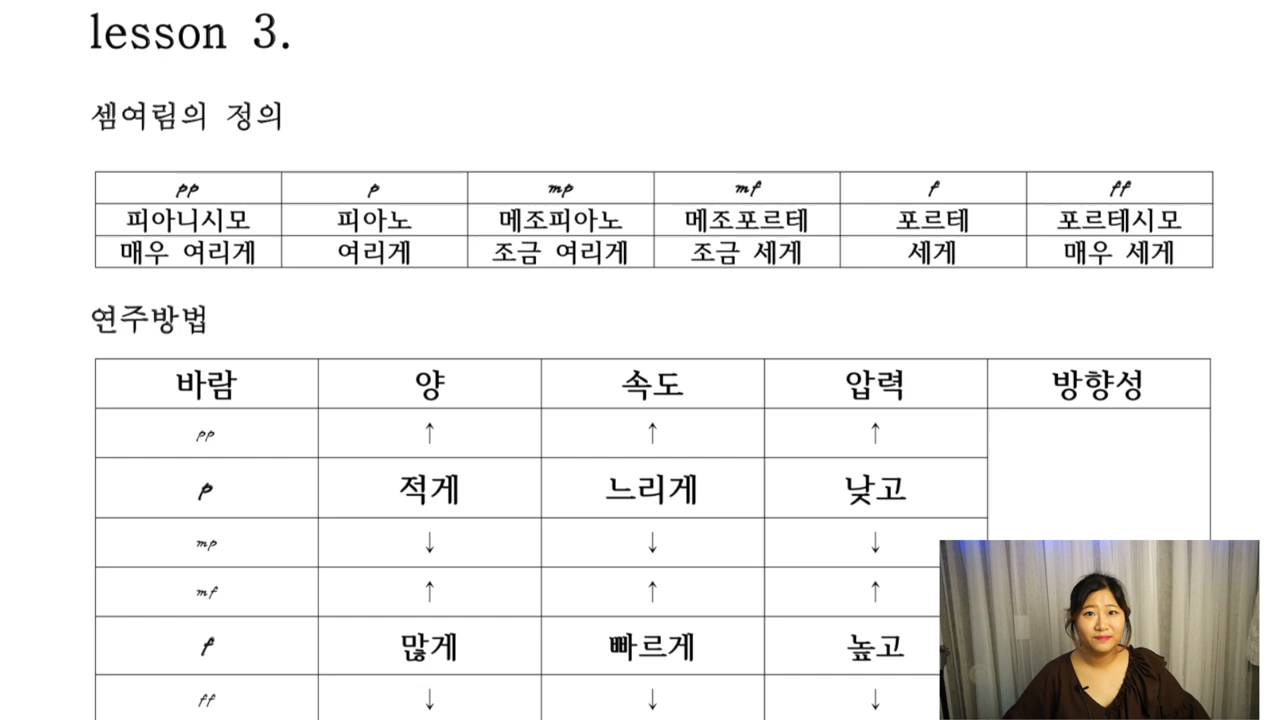 lesson 3.
셈여림의 정의
pp p mp mf f ff
피아니시모 피아노 메조피아노 메조포르테 포르테 포르테시모
매우 여리게 여리게 조금 여리게 조금 세게 세게 매우 세게
연주방법
바람 양 속도 압력 방향성
pp ↑ ↑ ↑
p 적게 느리게 낮고
mp ↓ ↓ ↓
mf ↑ ↑ ↑
f 많게 빠르게 높고
ff ↓ ↓ ↓